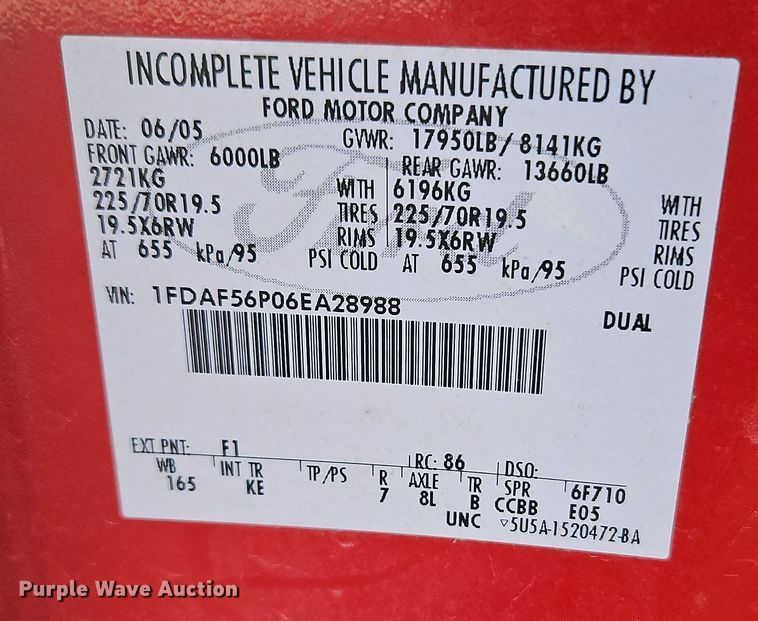 INCOMPLETE VEHICLE MANUFACTURED BY
FORD MOTOR COMPANY
DATE: 06/05 GVWR: 17950LB / 8141KG
FRONT GAWR: 6000LB REAR GAWR: 13660LB
2721KG WITH 6196KG WITH
225/70R19.5 TIRES 225/70R19.5 TIRES
19.5X6RW RIMS 19.5X6RW RIMS
AT 655 kPa/95 PSI COLD AT 655 kPa/95 PSI COLD
VIN: 1FDAF56P06EA28988 DUAL
EXT PNT: F1 RC: 86 DSO:
WB INT TR TP/PS R AXLE TR SPR 6F710
165 KE 7 8L B CCBB E05
UNC ▽5U5A-1520472-BA
Ford
Purple Wave Auction